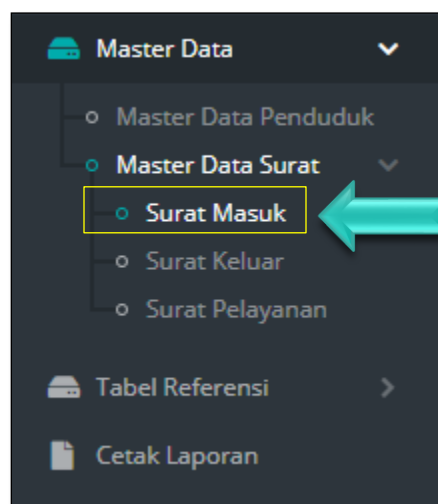 Master Data
Master Data Penduduk
Master Data Surat
Surat Masuk
Surat Keluar
Surat Pelayanan
Tabel Referensi
Cetak Laporan